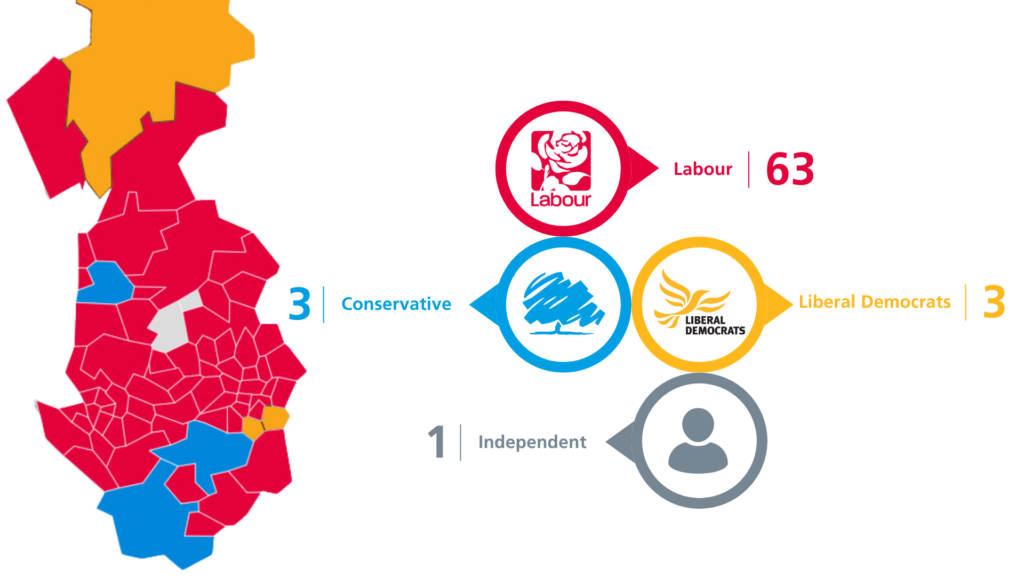 Labour
Labour 63
3 Conservative
LIBERAL
DEMOCRATS
Liberal Democrats 3
1 Independent